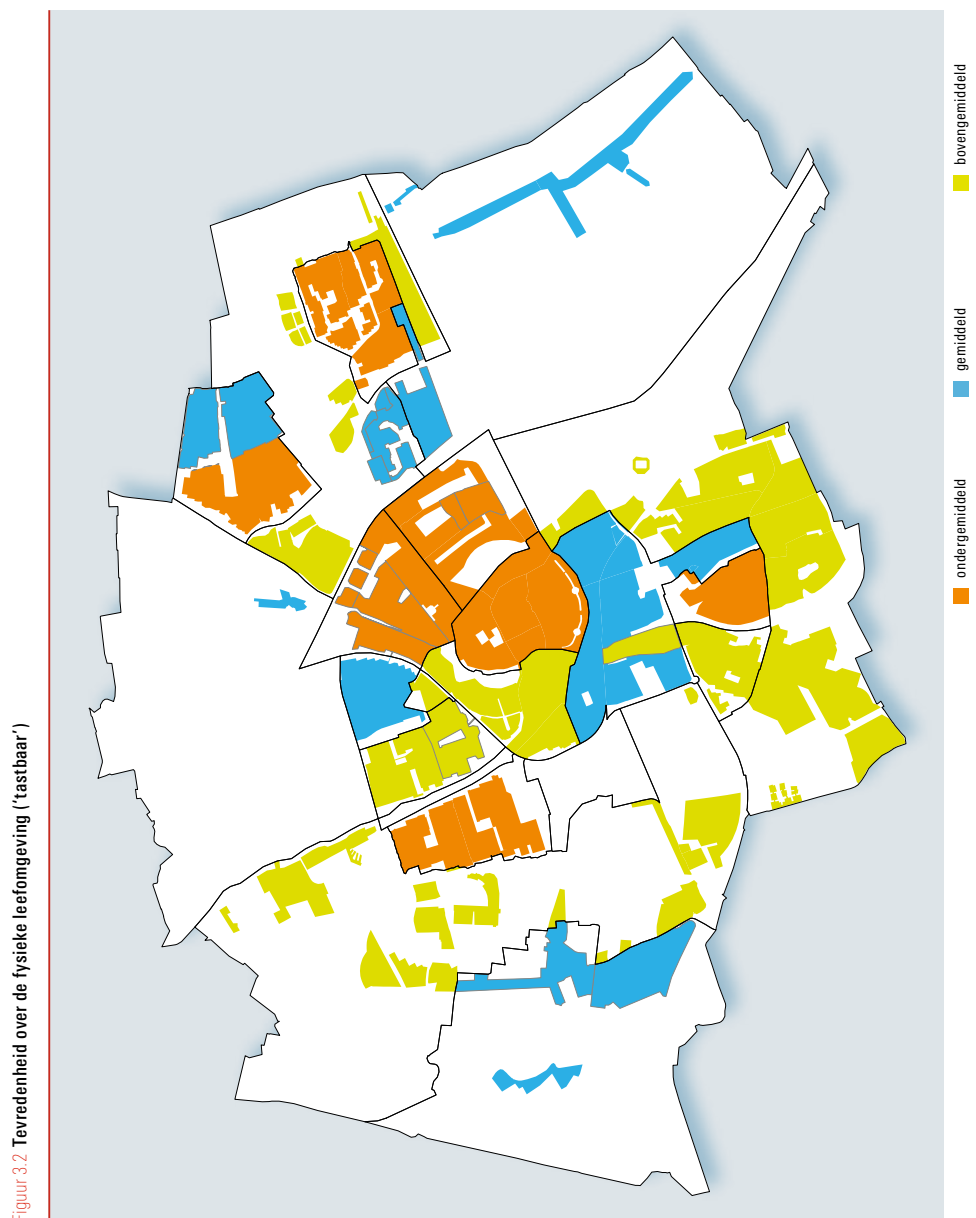 Figuur 3.2 Tevredenheid over de fysieke leefomgeving ('tastbaar')
ondergemiddeld
gemiddeld
bovengemiddeld